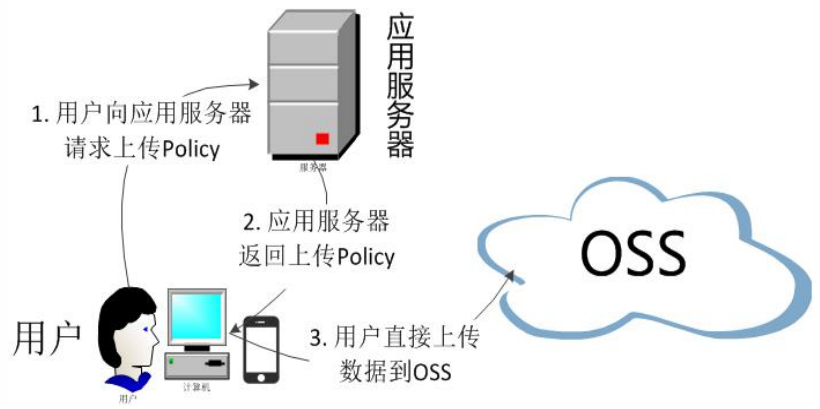 应用服务器
1. 用户向应用服务器
请求上传Policy
服务器
2. 应用服务器
返回上传Policy
OSS
用户
3. 用户直接上传
数据到OSS
计算机
用户